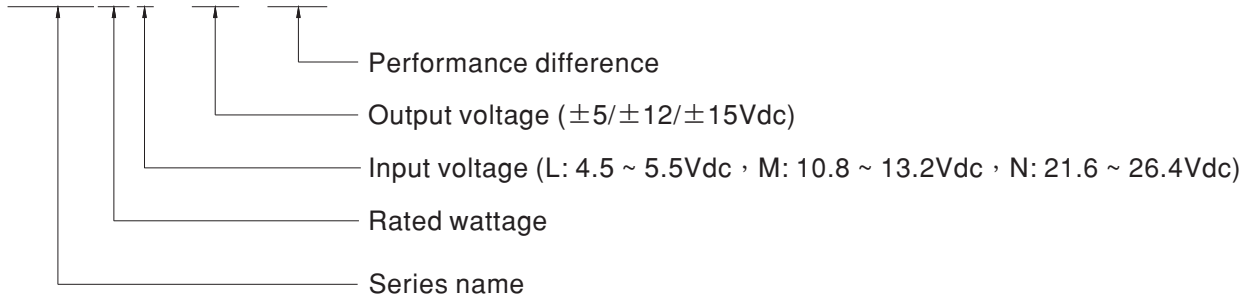 Performance difference
Output voltage (±5/±12/±15Vdc)
Input voltage (L: 4.5 ~ 5.5Vdc，M: 10.8 ~ 13.2Vdc，N: 21.6 ~ 26.4Vdc)
Rated wattage
Series name